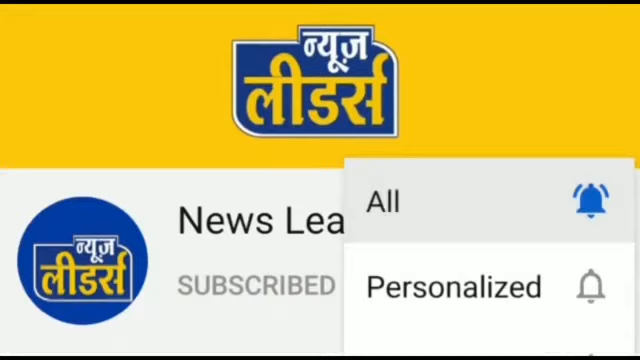 न्यूज़
लीडर्स
न्यूज़
लीडर्स
News Lea
SUBSCRIBED
All
Personalized